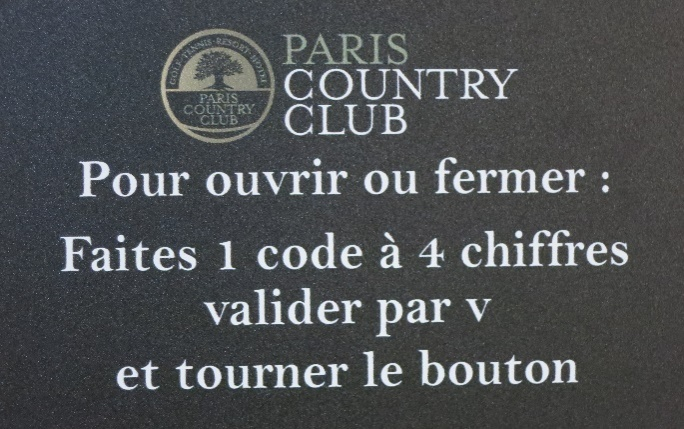 GOLF · TENNIS · RESORT · HOTEL
PARIS
COUNTRY
CLUB
PARIS
COUNTRY
CLUB
Pour ouvrir ou fermer :
Faites 1 code à 4 chiffres
valider par v
et tourner le bouton